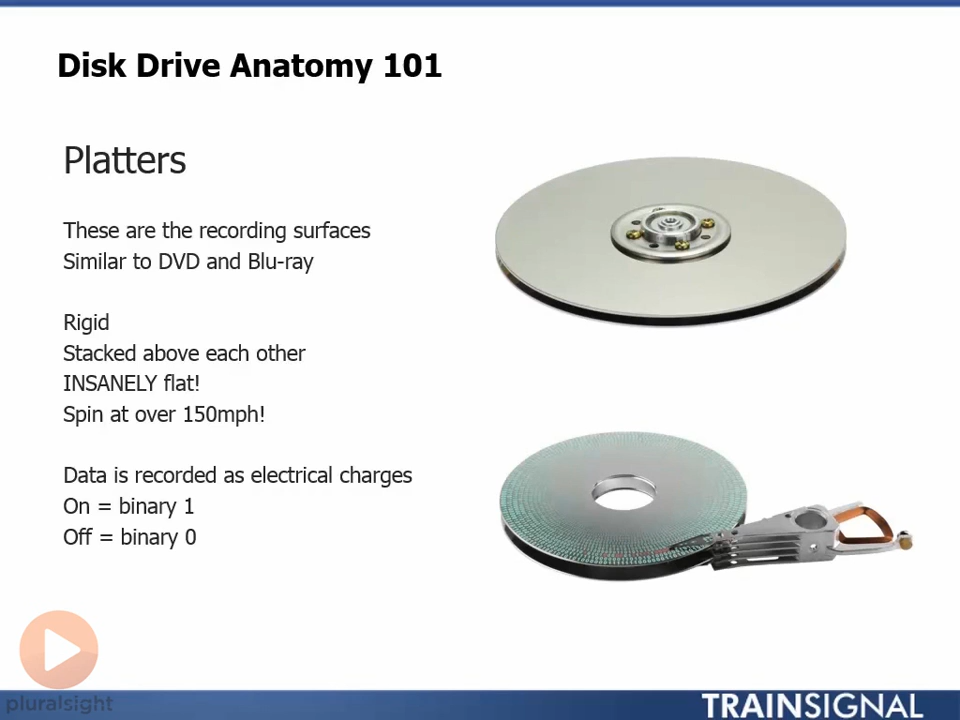 Disk Drive Anatomy 101
Platters
These are the recording surfaces
Similar to DVD and Blu-ray
Rigid
Stacked above each other
INSANELY flat!
Spin at over 150mph!
Data is recorded as electrical charges
On = binary 1
Off = binary 0
pluralsight
TRAINSIGNAL